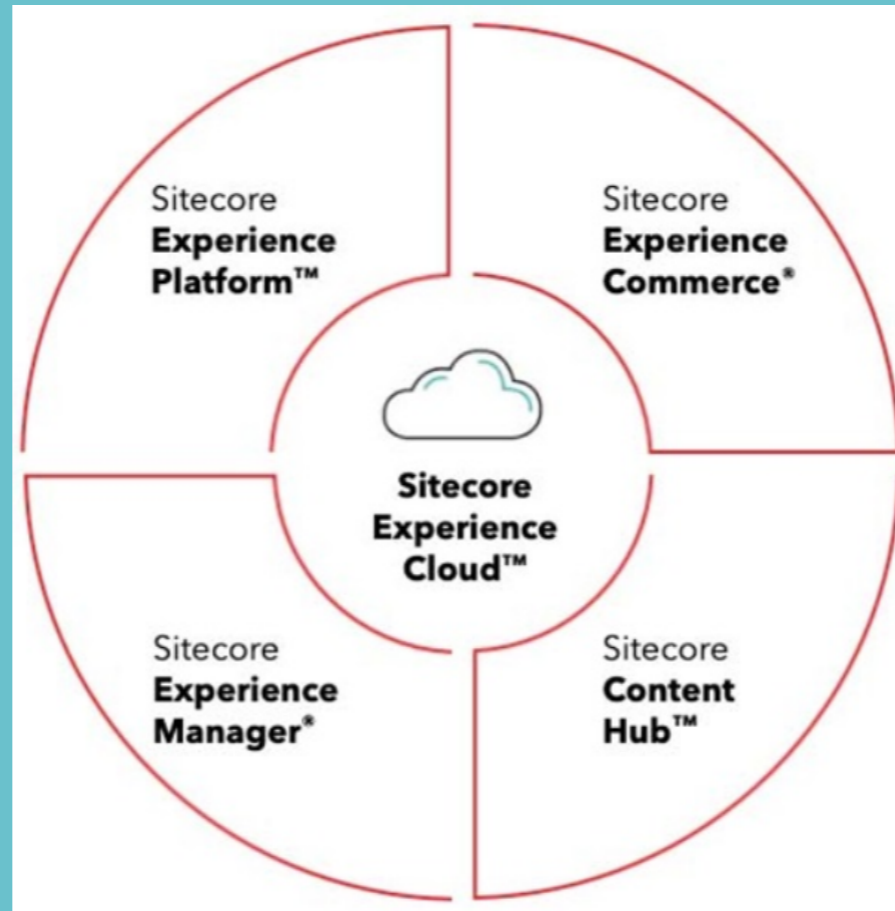 Sitecore
Experience
Platform™
Sitecore
Experience
Commerce®
Sitecore
Experience
Cloud™
Sitecore
Experience
Manager®
Sitecore
Content
Hub™